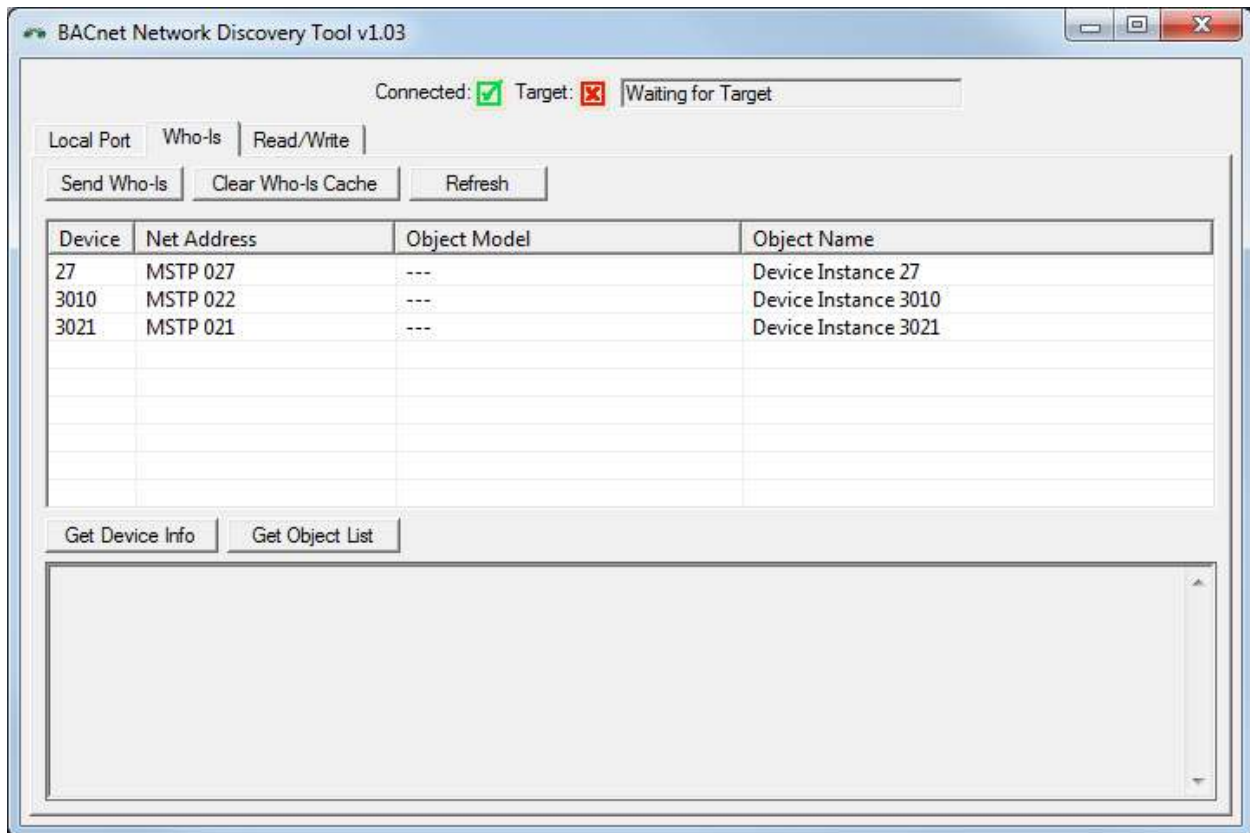 BACnet Network Discovery Tool v1.03
Connected: Target: Waiting for Target
Local Port Who-Is Read/Write
Send Who-Is Clear Who-Is Cache Refresh
Device Net Address Object Model Object Name
27 MSTP 027 --- Device Instance 27
3010 MSTP 022 --- Device Instance 3010
3021 MSTP 021 --- Device Instance 3021
Get Device Info Get Object List